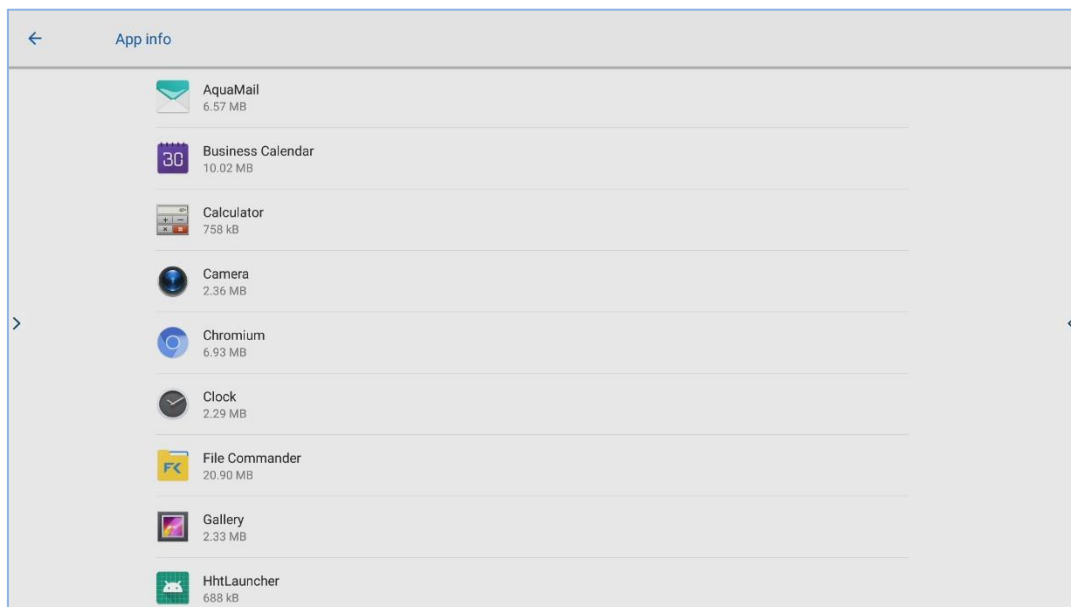 App info
AquaMail
6.57 MB
30
Business Calendar
10.02 MB
Calculator
758 kB
Camera
2.36 MB
Chromium
6.93 MB
Clock
2.29 MB
File Commander
20.90 MB
Gallery
2.33 MB
HhtLauncher
688 kB